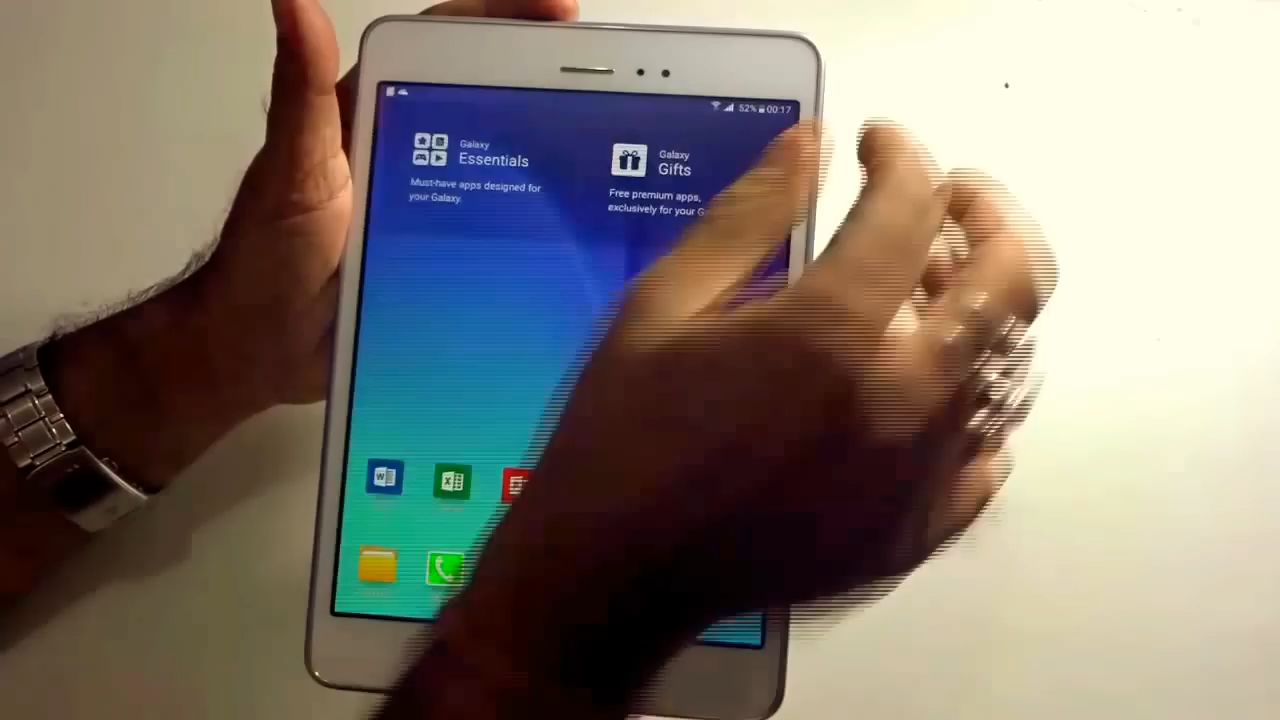 52% 00:17
Galaxy
Essentials
Must-have apps designed for
your Galaxy.
Galaxy
Gifts
Free premium apps,
exclusively for your G